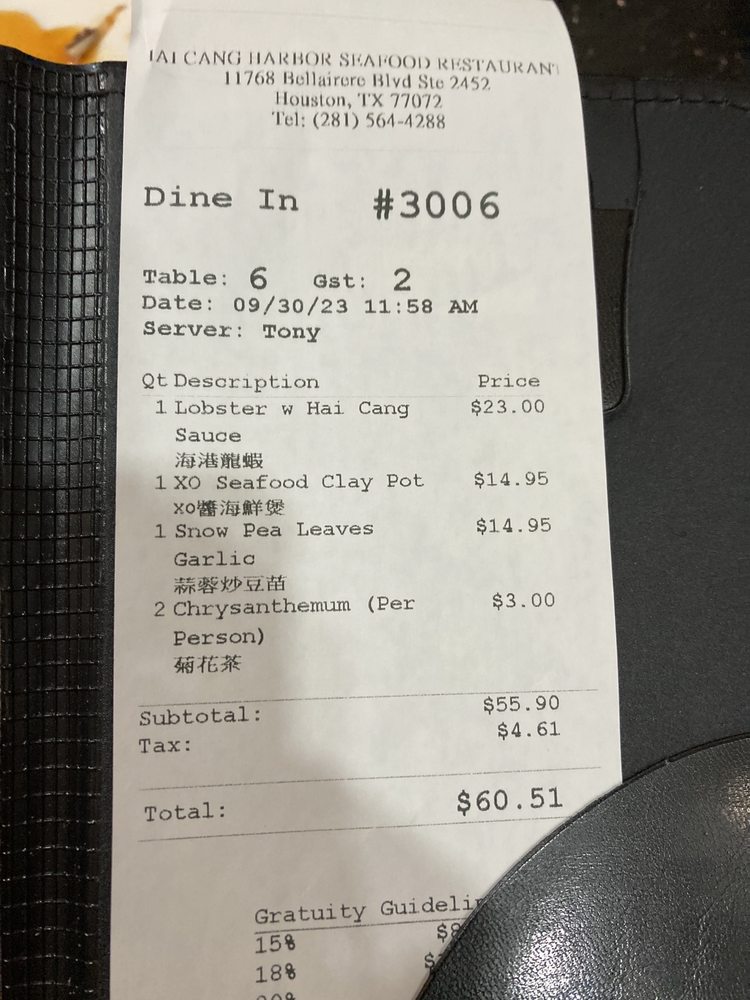 HAI CANG HARBOR SEAFOOD RESTAURANT
11768 Bellairere Blvd Ste 2452
Houston, TX 77072
Tel: (281) 564-4288
Dine In #3006
Table: 6 Gst: 2
Date: 09/30/23 11:58 AM
Server: Tony
Qt Description Price
1 Lobster w Hai Cang $23.00
Sauce
海港龍蝦
1 XO Seafood Clay Pot $14.95
xo醬海鮮煲
1 Snow Pea Leaves $14.95
Garlic
蒜蓉炒豆苗
2 Chrysanthemum (Per $3.00
Person)
菊花茶
Subtotal: $55.90
Tax: $4.61
Total: $60.51
Gratuity Guideli
15% $8
18% $